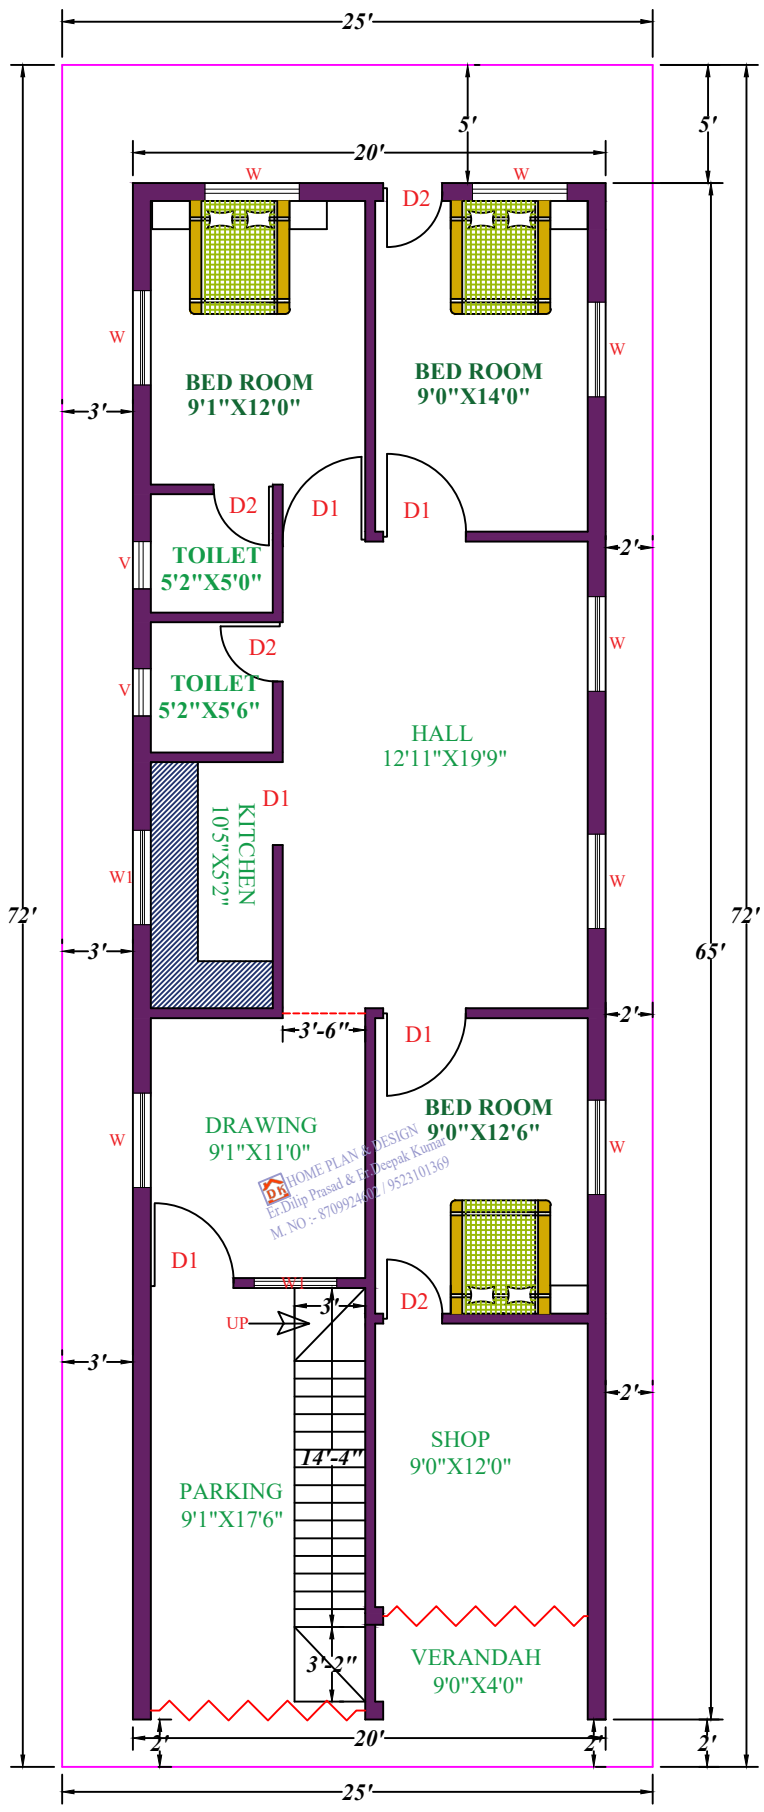 25'
5'
5'
20'
W
W
D2
W
W
BED ROOM
9'1"X12'0"
BED ROOM
9'0"X14'0"
3'
D2
D1
D1
2'
V
TOILET
5'2"X5'0"
W
D2
V
TOILET
5'2"X5'6"
HALL
12'11"X19'9"
D1
KITCHEN
10'5"X5'2"
W1
W
72'
72'
65'
3'
2'
3'-6"
D1
W
W
DRAWING
9'1"X11'0"
BED ROOM
9'0"X12'6"
DK
HOME PLAN & DESIGN
Er.Dilip Prasad & Er.Deepak Kumar
M. NO :- 8709924602 / 9523101369
D1
W1
D2
3'
UP
3'
2'
SHOP
9'0"X12'0"
14'-4"
PARKING
9'1"X17'6"
VERANDAH
9'0"X4'0"
3'-2"
2'
20'
2'
2'
25'